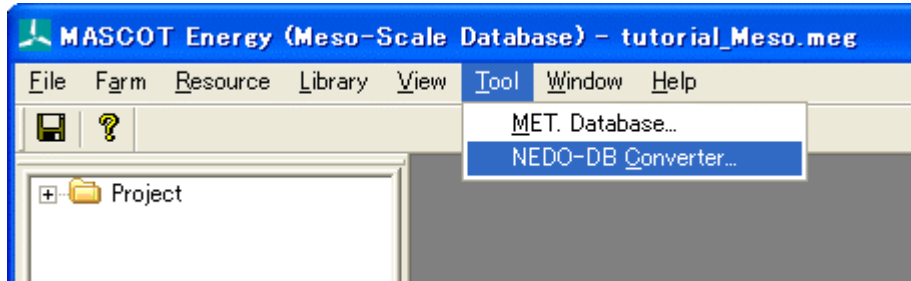 MASCOT Energy (Meso-Scale Database) - tutorial_Meso.meg
File Farm Resource Library View Tool Window Help
MET. Database...
NEDO-DB Converter...
Project